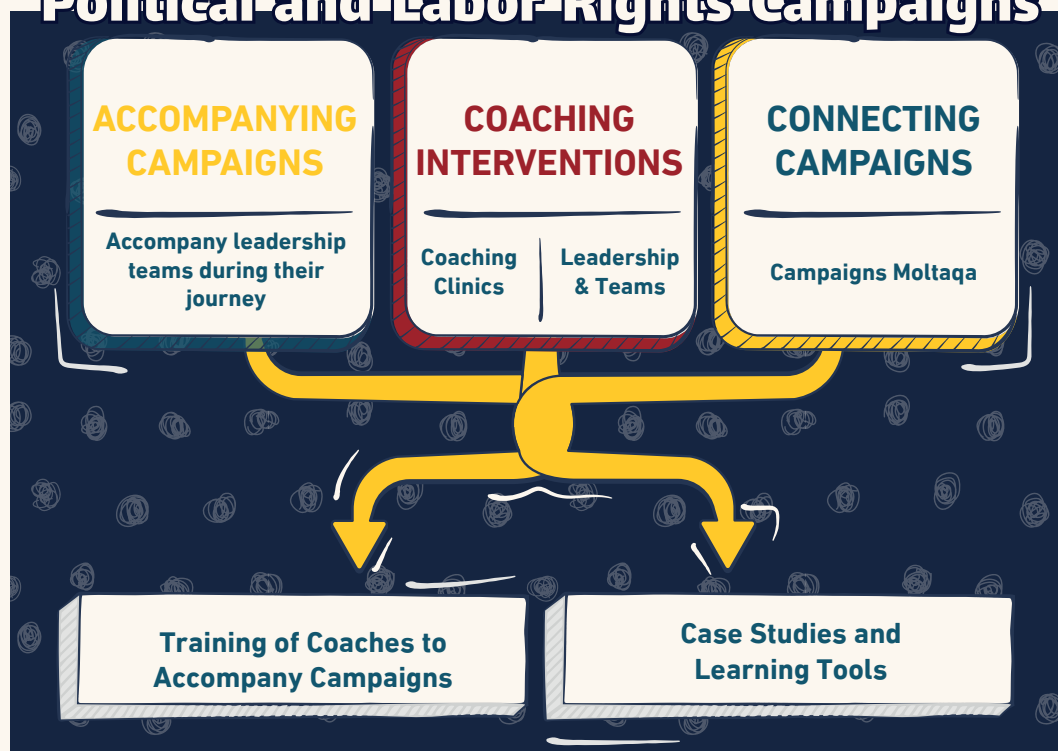 Political and Labor Rights Campaigns
ACCOMPANYING
CAMPAIGNS
Accompany leadership
teams during their
journey
COACHING
INTERVENTIONS
Coaching
Clinics
Leadership
& Teams
CONNECTING
CAMPAIGNS
Campaigns Moltaqa
Training of Coaches to
Accompany Campaigns
Case Studies and
Learning Tools